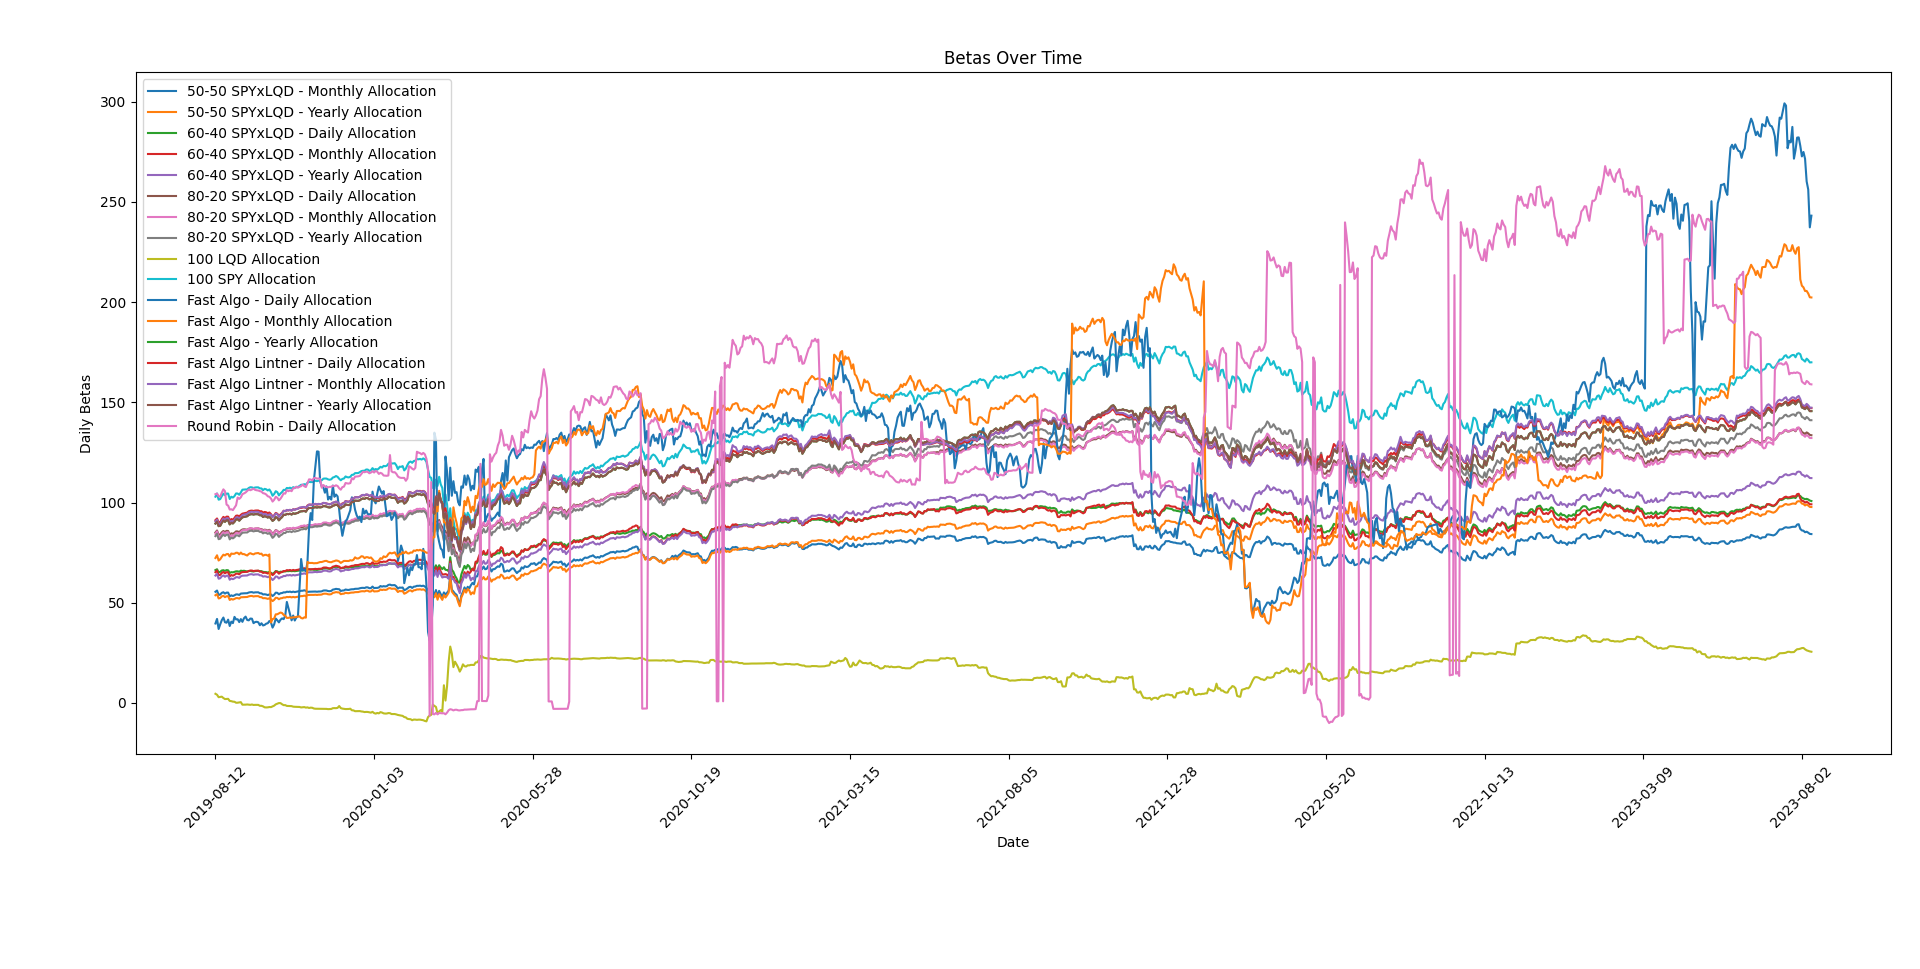 Betas Over Time
300
250
200
150
100
50
0
Daily Betas
50-50 SPYxLQD - Monthly Allocation
50-50 SPYxLQD - Yearly Allocation
60-40 SPYxLQD - Daily Allocation
60-40 SPYxLQD - Monthly Allocation
60-40 SPYxLQD - Yearly Allocation
80-20 SPYxLQD - Daily Allocation
80-20 SPYxLQD - Monthly Allocation
80-20 SPYxLQD - Yearly Allocation
100 LQD Allocation
100 SPY Allocation
Fast Algo - Daily Allocation
Fast Algo - Monthly Allocation
Fast Algo - Yearly Allocation
Fast Algo Lintner - Daily Allocation
Fast Algo Lintner - Monthly Allocation
Fast Algo Lintner - Yearly Allocation
Round Robin - Daily Allocation
2019-08-12
2020-01-03
2020-05-28
2020-10-19
2021-03-15
2021-08-05
2021-12-28
2022-05-20
2022-10-13
2023-03-09
2023-08-02
Date